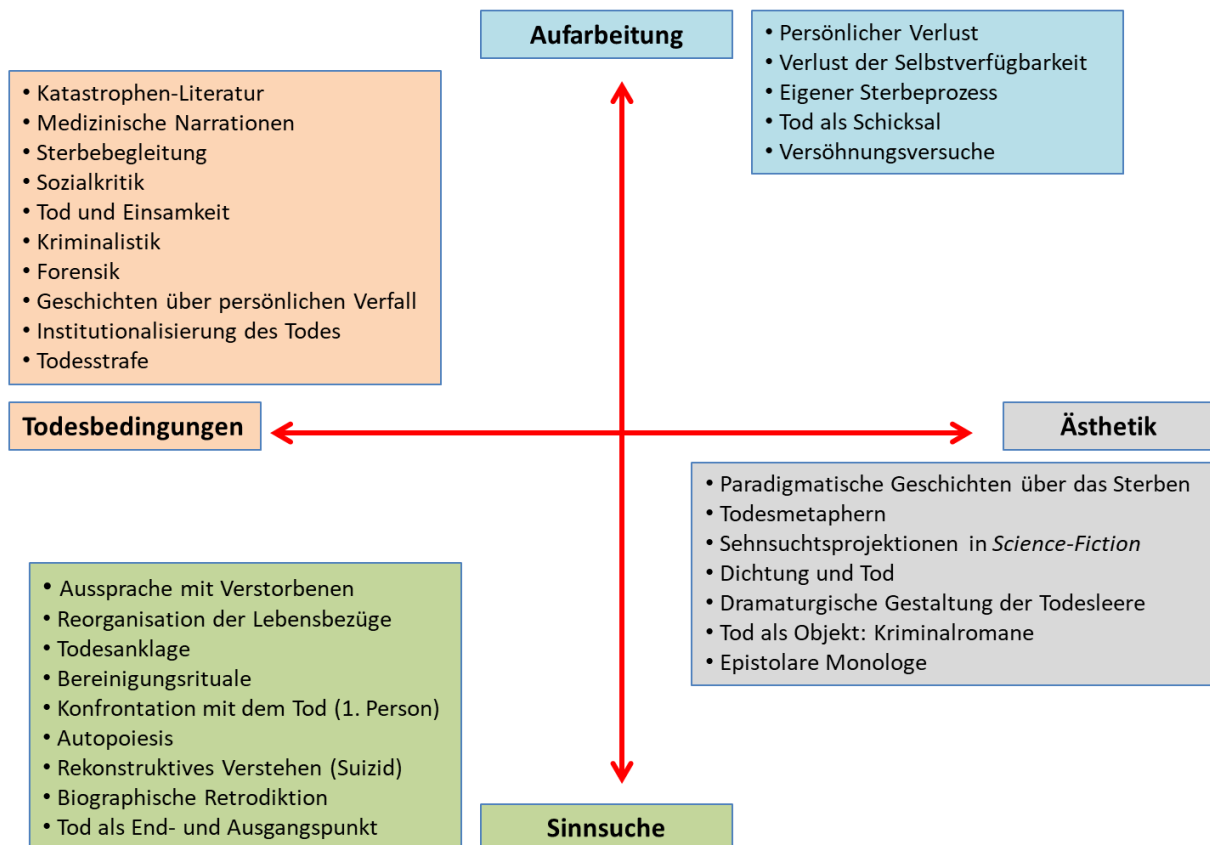 Aufarbeitung
• Persönlicher Verlust
• Verlust der Selbstverfügbarkeit
• Eigener Sterbeprozess
• Tod als Schicksal
• Versöhnungsversuche
• Katastrophen-Literatur
• Medizinische Narrationen
• Sterbebegleitung
• Sozialkritik
• Tod und Einsamkeit
• Kriminalistik
• Forensik
• Geschichten über persönlichen Verfall
• Institutionalisierung des Todes
• Todesstrafe
Todesbedingungen
Ästhetik
• Paradigmatische Geschichten über das Sterben
• Todesmetaphern
• Sehnsuchtsprojektionen in Science-Fiction
• Dichtung und Tod
• Dramaturgische Gestaltung der Todesleere
• Tod als Objekt: Kriminalromane
• Epistolare Monologe
• Aussprache mit Verstorbenen
• Reorganisation der Lebensbezüge
• Todesanklage
• Bereinigungsrituale
• Konfrontation mit dem Tod (1. Person)
• Autopoiesis
• Rekonstruktives Verstehen (Suizid)
• Biographische Retrodiktion
• Tod als End- und Ausgangspunkt
Sinnsuche